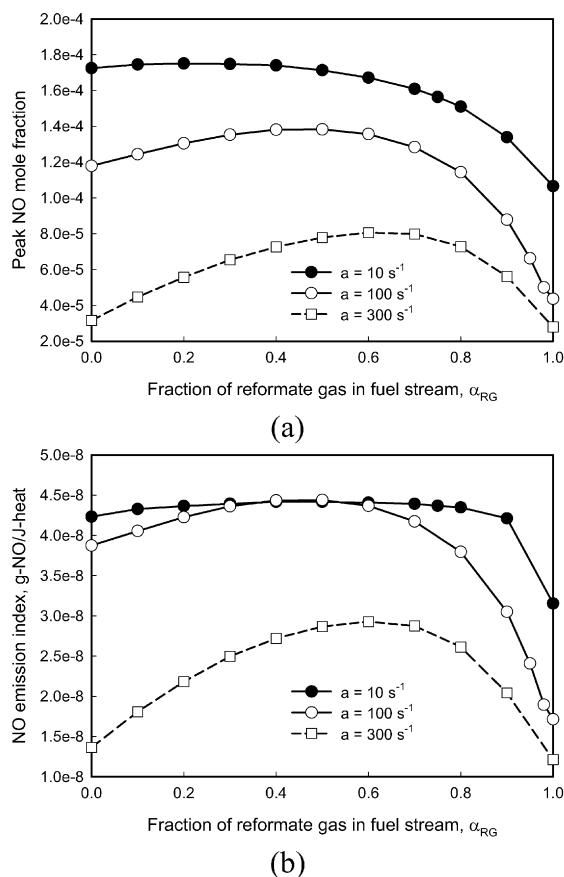 2.0e-4
1.8e-4
1.6e-4
1.4e-4
1.2e-4
1.0e-4
8.0e-5
6.0e-5
4.0e-5
2.0e-5
Peak NO mole fraction
a = 10 s⁻¹
a = 100 s⁻¹
a = 300 s⁻¹
0.0 0.2 0.4 0.6 0.8 1.0
Fraction of reformate gas in fuel stream, α_RG
(a)
5.0e-8
4.5e-8
4.0e-8
3.5e-8
3.0e-8
2.5e-8
2.0e-8
1.5e-8
1.0e-8
NO emission index, g-NO/J-heat
a = 10 s⁻¹
a = 100 s⁻¹
a = 300 s⁻¹
0.0 0.2 0.4 0.6 0.8 1.0
Fraction of reformate gas in fuel stream, α_RG
(b)